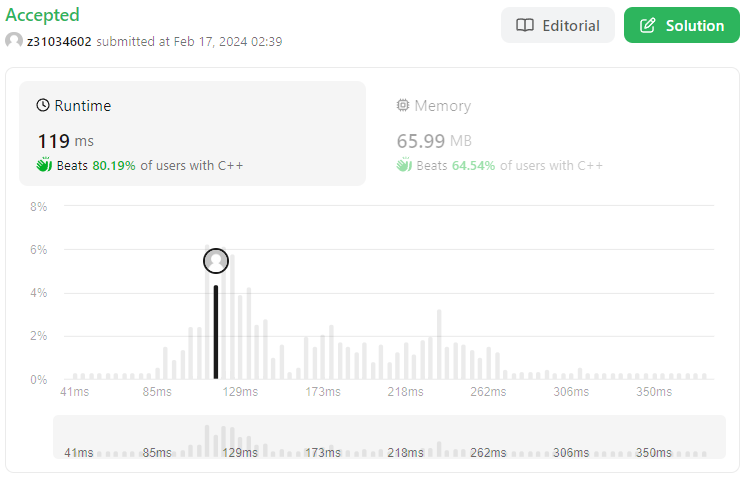 Accepted
z31034602 submitted at Feb 17, 2024 02:39
Editorial
Solution
Runtime
119 ms
Beats 80.19% of users with C++
Memory
65.99 MB
Beats 64.54% of users with C++
8%
6%
4%
2%
0%
41ms 85ms 129ms 173ms 218ms 262ms 306ms 350ms
41ms 85ms 129ms 173ms 218ms 262ms 306ms 350ms